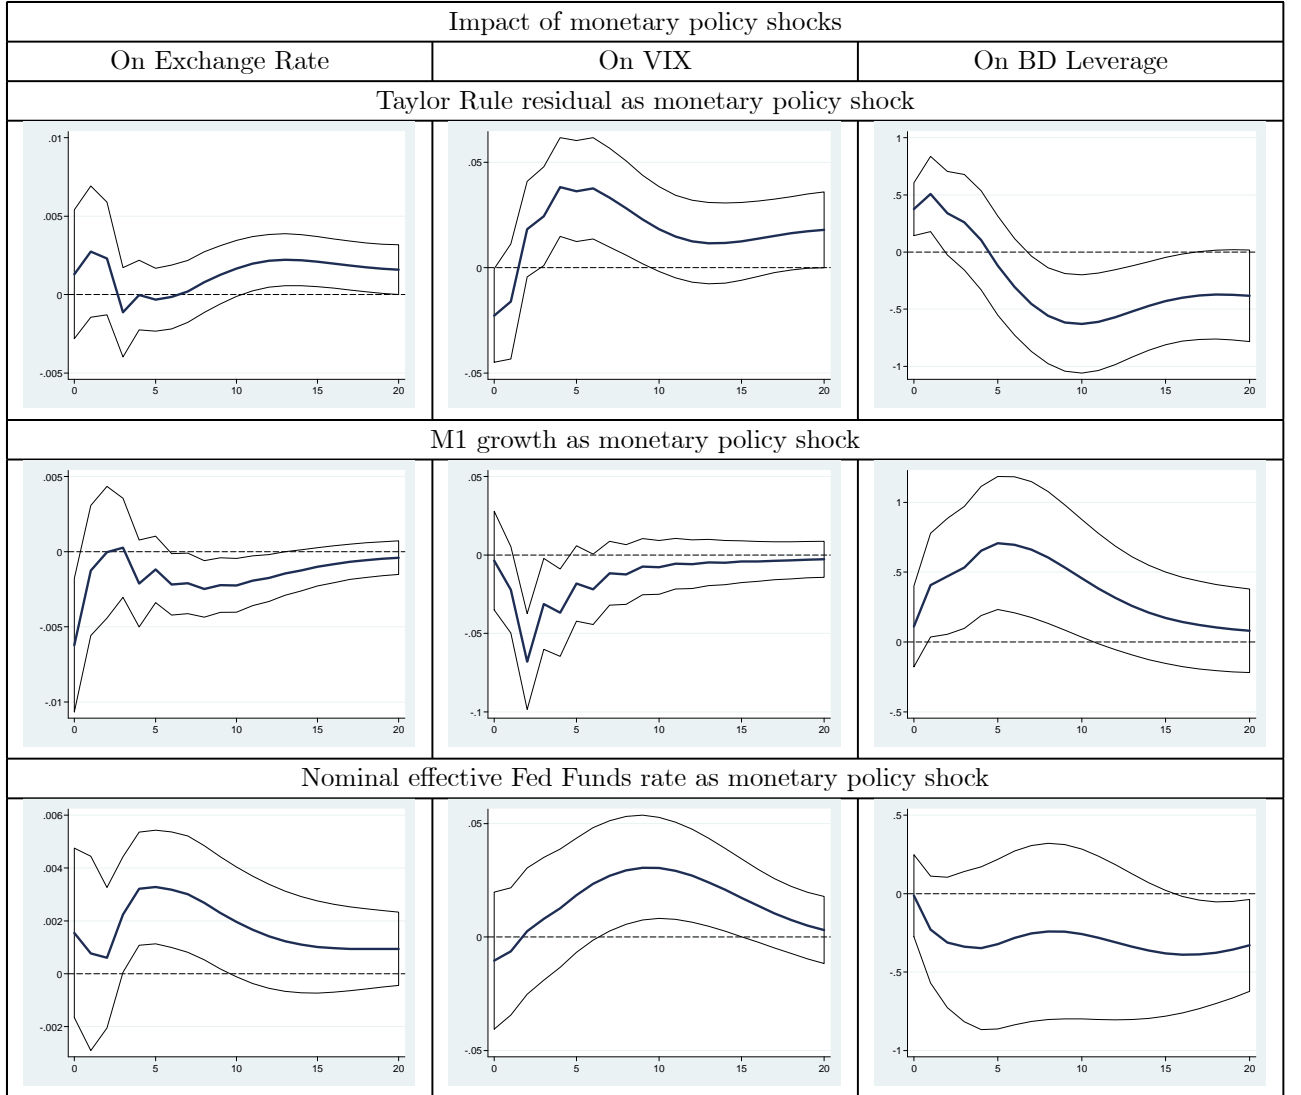 Impact of monetary policy shocks
On Exchange Rate On VIX On BD Leverage
Taylor Rule residual as monetary policy shock
.01
.005
0
-.005
0 5 10 15 20
.05
0
-.05
0 5 10 15 20
1
.5
0
-.5
-1
0 5 10 15 20
M1 growth as monetary policy shock
.005
0
-.005
-.01
0 5 10 15 20
.05
0
-.05
-.1
0 5 10 15 20
1
.5
0
-.5
0 5 10 15 20
Nominal effective Fed Funds rate as monetary policy shock
.006
.004
.002
0
-.002
0 5 10 15 20
.05
0
-.05
0 5 10 15 20
.5
0
-.5
-1
0 5 10 15 20